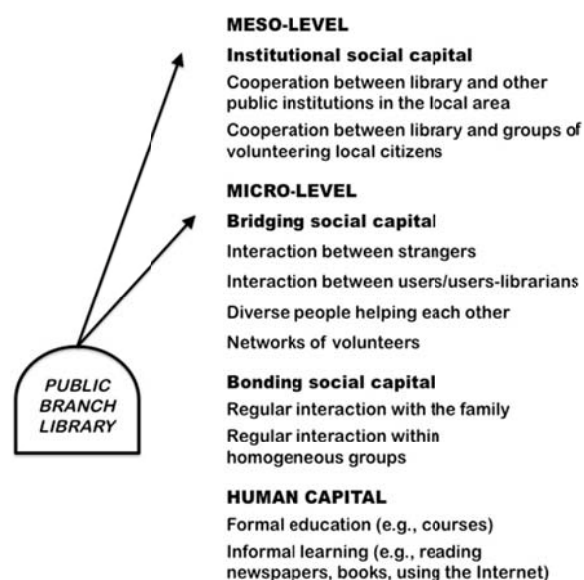 MESO-LEVEL
Institutional social capital
Cooperation between library and other
public institutions in the local area
Cooperation between library and groups of
volunteering local citizens
MICRO-LEVEL
Bridging social capital
Interaction between strangers
Interaction between users/users-librarians
Diverse people helping each other
Networks of volunteers
Bonding social capital
Regular interaction with the family
Regular interaction within
homogeneous groups
HUMAN CAPITAL
Formal education (e.g., courses)
Informal learning (e.g., reading
newspapers, books, using the Internet)
PUBLIC
BRANCH
LIBRARY